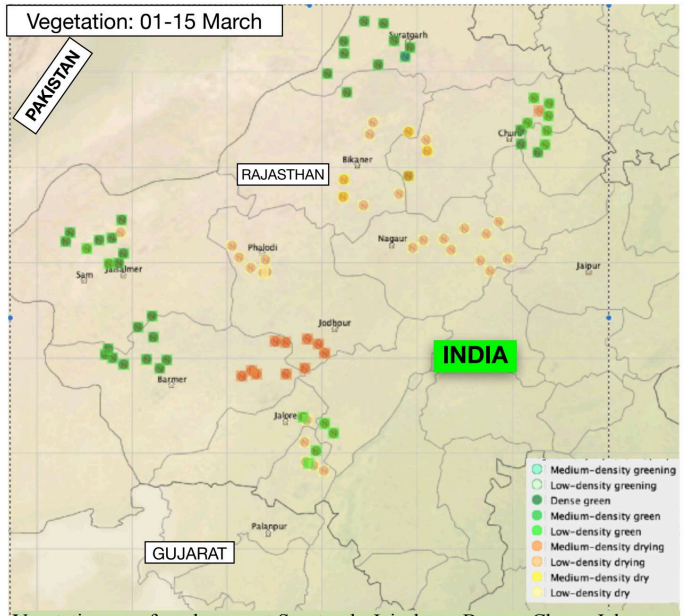 Vegetation: 01-15 March
PAKISTAN
Suratgarh
Churu
Bikaner
RAJASTHAN
Nagaur
Phalodi
Jaipur
Sam
Jaisalmer
Jodhpur
INDIA
Barmer
Jalore
Palanpur
GUJARAT
Medium-density greening
Low-density greening
Dense green
Medium-density green
Low-density green
Medium-density drying
Low-density drying
Medium-density dry
Low-density dry